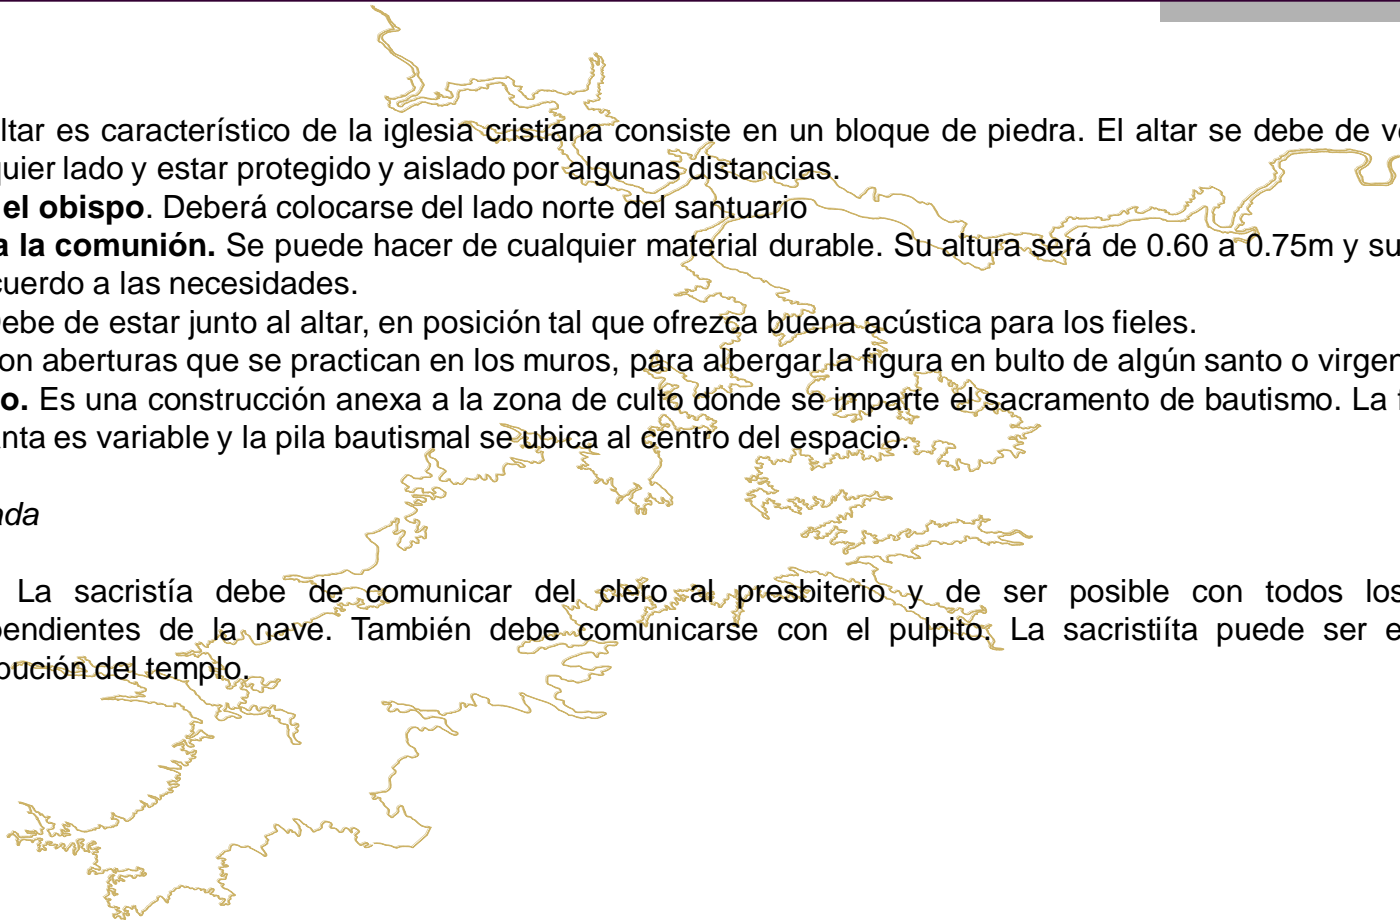 ltar es característico de la iglesia cristiana consiste en un bloque de piedra. El altar se debe de v
quier lado y estar protegido y aislado por algunas distancias.
el obispo. Deberá colocarse del lado norte del santuario
a la comunión. Se puede hacer de cualquier material durable. Su altura será de 0.60 a 0.75m y su
cuerdo a las necesidades.
ebe de estar junto al altar, en posición tal que ofrezca buena acústica para los fieles.
on aberturas que se practican en los muros, para albergar la figura en bulto de algún santo o virgen
o. Es una construcción anexa a la zona de culto donde se imparte el sacramento de bautismo. La
anta es variable y la pila bautismal se ubica al centro del espacio.
ada
La sacristía debe de comunicar del clero al presbiterio y de ser posible con todos los
pendientes de la nave. También debe comunicarse con el pulpito. La sacristiíta puede ser e
bución del templo.